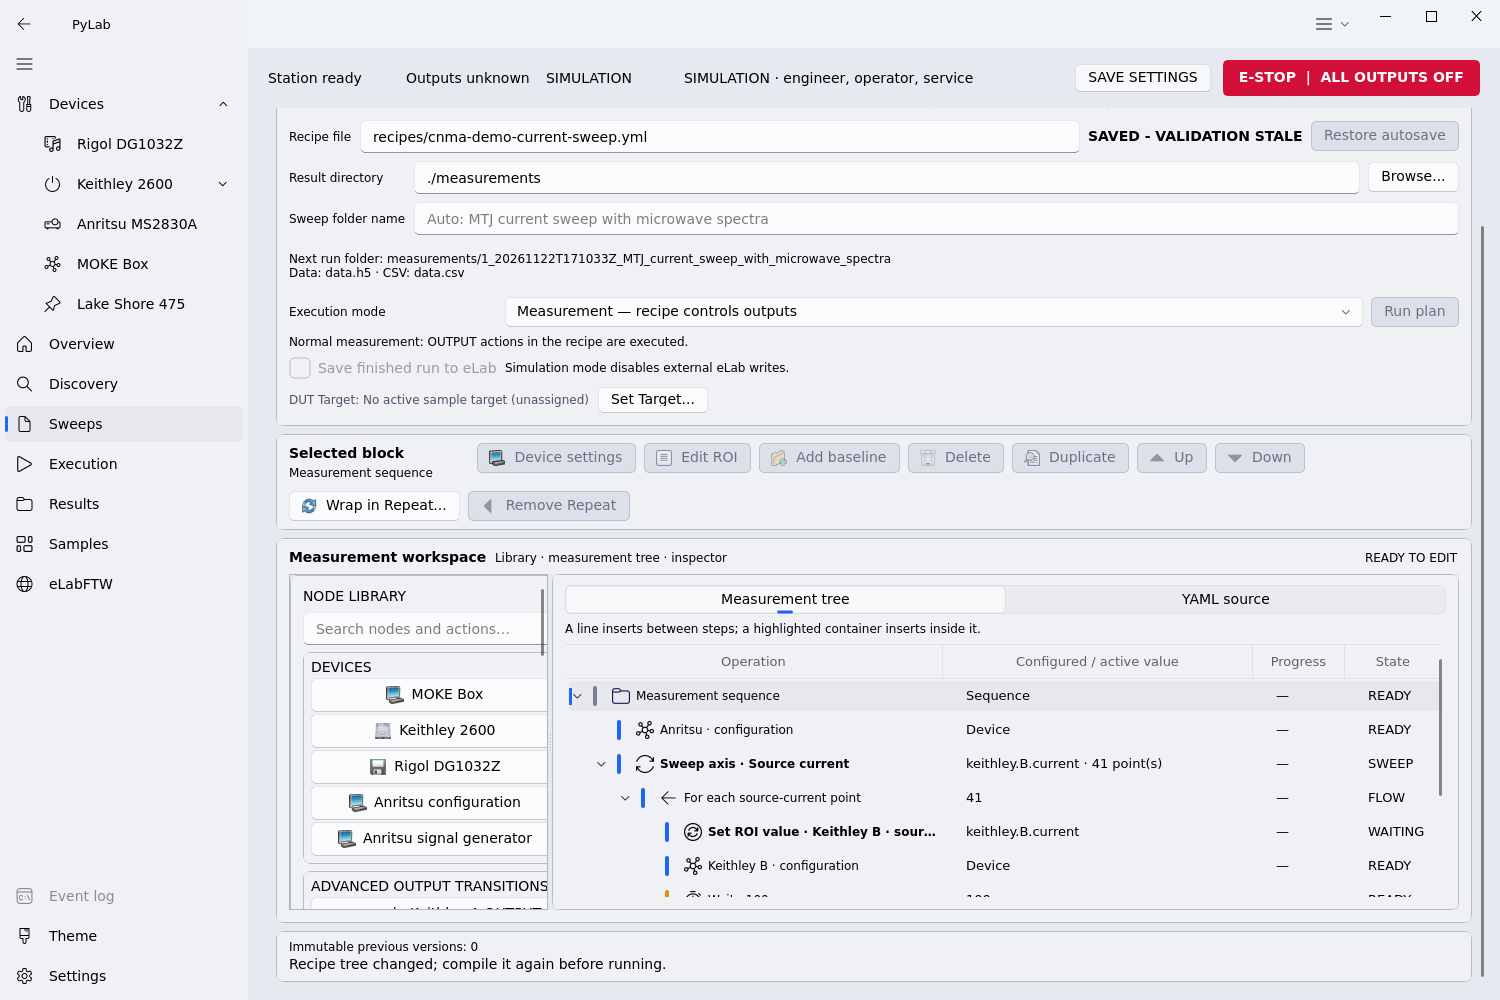 PyLab
Devices
Rigol DG1032Z
Keithley 2600
Anritsu MS2830A
MOKE Box
Lake Shore 475
Overview
Discovery
Sweeps
Execution
Results
Samples
eLabFTW
Event log
Theme
Settings
Station ready
Outputs unknown
SIMULATION
SIMULATION · engineer, operator, service
SAVE SETTINGS
E-STOP | ALL OUTPUTS OFF
Recipe file
recipes/cnma-demo-current-sweep.yml
SAVED - VALIDATION STALE
Restore autosave
Result directory
./measurements
Browse...
Sweep folder name
Auto: MTJ current sweep with microwave spectra
Next run folder: measurements/1_20261122T171033Z_MTJ_current_sweep_with_microwave_spectra
Data: data.h5 · CSV: data.csv
Execution mode
Measurement — recipe controls outputs
Run plan
Normal measurement: OUTPUT actions in the recipe are executed.
Save finished run to eLab
Simulation mode disables external eLab writes.
DUT Target: No active sample target (unassigned)
Set Target...
Selected block
Measurement sequence
Device settings
Edit ROI
Add baseline
Delete
Duplicate
Up
Down
Wrap in Repeat...
Remove Repeat
Measurement workspace
Library · measurement tree · inspector
READY TO EDIT
NODE LIBRARY
Search nodes and actions...
DEVICES
MOKE Box
Keithley 2600
Rigol DG1032Z
Anritsu configuration
Anritsu signal generator
ADVANCED OUTPUT TRANSITIONS
Measurement tree
YAML source
A line inserts between steps; a highlighted container inserts inside it.
Operation Configured / active value Progress State
Measurement sequence Sequence — READY
Anritsu · configuration Device — READY
Sweep axis · Source current keithley.B.current · 41 point(s) — SWEEP
For each source-current point 41 — FLOW
Set ROI value · Keithley B · sour... keithley.B.current — WAITING
Keithley B · configuration Device — READY
Immutable previous versions: 0
Recipe tree changed; compile it again before running.